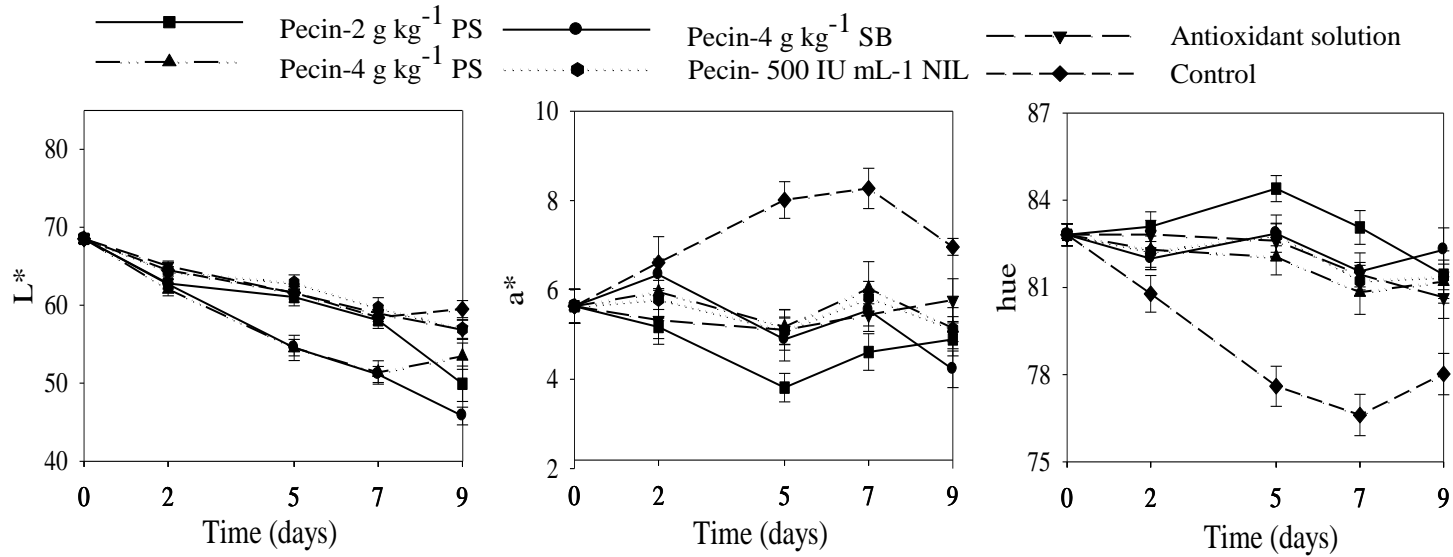 Pecin-2 g kg-1 PS
Pecin-4 g kg-1 SB
Antioxidant solution
Pecin-4 g kg-1 PS
Pecin- 500 IU mL-1 NIL
Control
L*
80
70
60
50
40
0 2 5 7 9
Time (days)
a*
10
8
6
4
2
0 2 5 7 9
Time (days)
hue
87
84
81
78
75
0 2 5 7 9
Time (days)